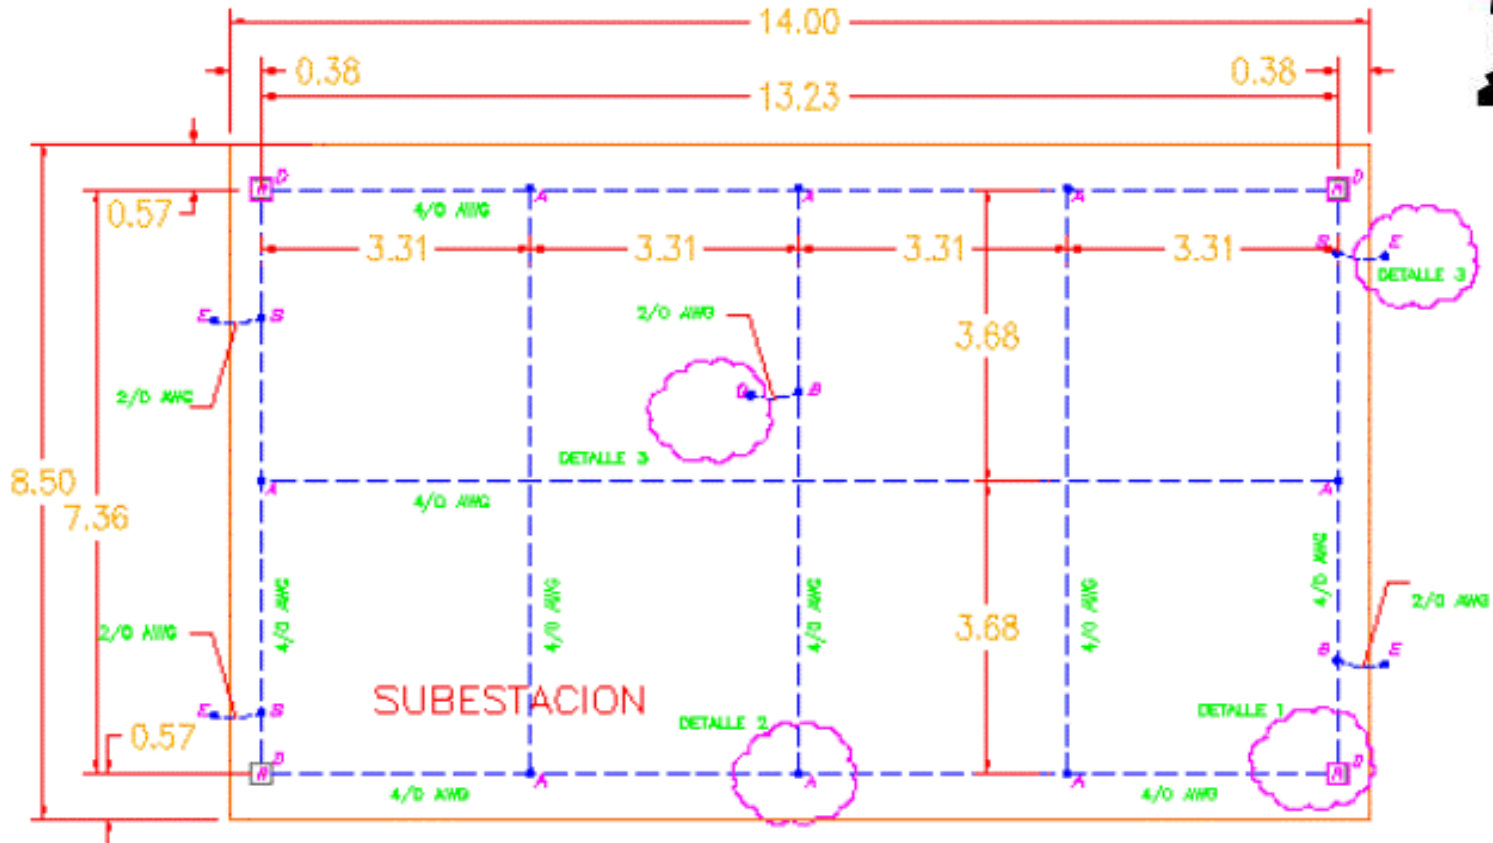 14.00
0.38
0.38
13.23
D
D
0.57
A
A
A
4/0 AWG
3.31
3.31
3.31
3.31
B
E
DETALLE 3
E
B
2/0 AWG
3.68
2/0 AWG
B
DETALLE 3
8.50
A
4/0 AWG
A
7.36
4/0 AWG
4/0 AWG
4/0 AWG
4/0 AWG
4/0 AWG
2/0 AWG
2/0 AWG
3.68
B
E
SUBESTACION
E
B
DETALLE 2
DETALLE 1
0.57
D
A
A
A
4/0 AWG
4/0 AWG